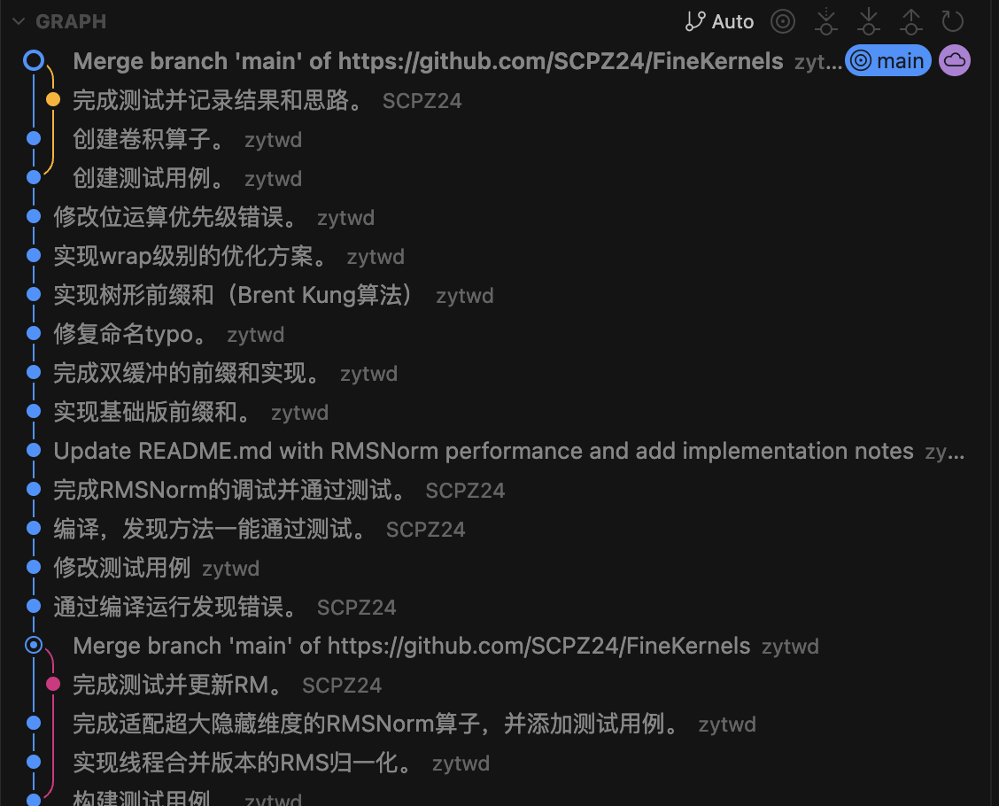 GRAPH Auto
Merge branch 'main' of https://github.com/SCPZ24/FineKernels zyt... main
完成测试并记录结果和思路。 SCPZ24
创建卷积算子。 zytwd
创建测试用例。 zytwd
修改位运算优先级错误。 zytwd
实现wrap级别的优化方案。 zytwd
实现树形前缀和（Brent Kung算法） zytwd
修复命名typo。 zytwd
完成双缓冲的前缀和实现。 zytwd
实现基础版前缀和。 zytwd
Update README.md with RMSNorm performance and add implementation notes zy...
完成RMSNorm的调试并通过测试。 SCPZ24
编译，发现方法一能通过测试。 SCPZ24
修改测试用例 zytwd
通过编译运行发现错误。 SCPZ24
Merge branch 'main' of https://github.com/SCPZ24/FineKernels zytwd
完成测试并更新RM。 SCPZ24
完成适配超大隐藏维度的RMSNorm算子，并添加测试用例。 zytwd
实现线程合并版本的RMS归一化。 zytwd
构建测试用例 zytwd